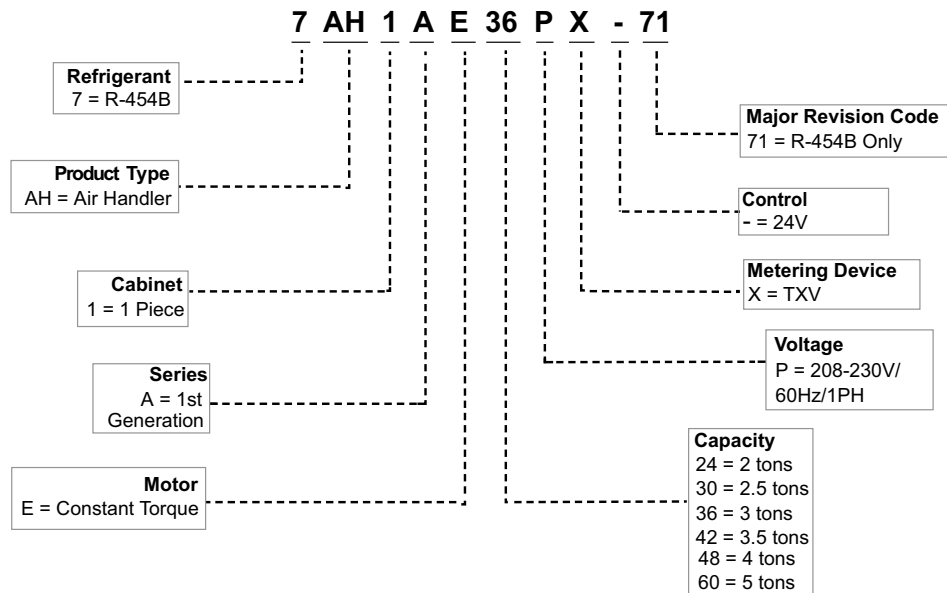 7 AH 1 A E 36 P X - 71
Refrigerant
7 = R-454B
Product Type
AH = Air Handler
Cabinet
1 = 1 Piece
Series
A = 1st
Generation
Motor
E = Constant Torque
Major Revision Code
71 = R-454B Only
Control
- = 24V
Metering Device
X = TXV
Voltage
P = 208-230V/
60Hz/1PH
Capacity
24 = 2 tons
30 = 2.5 tons
36 = 3 tons
42 = 3.5 tons
48 = 4 tons
60 = 5 tons